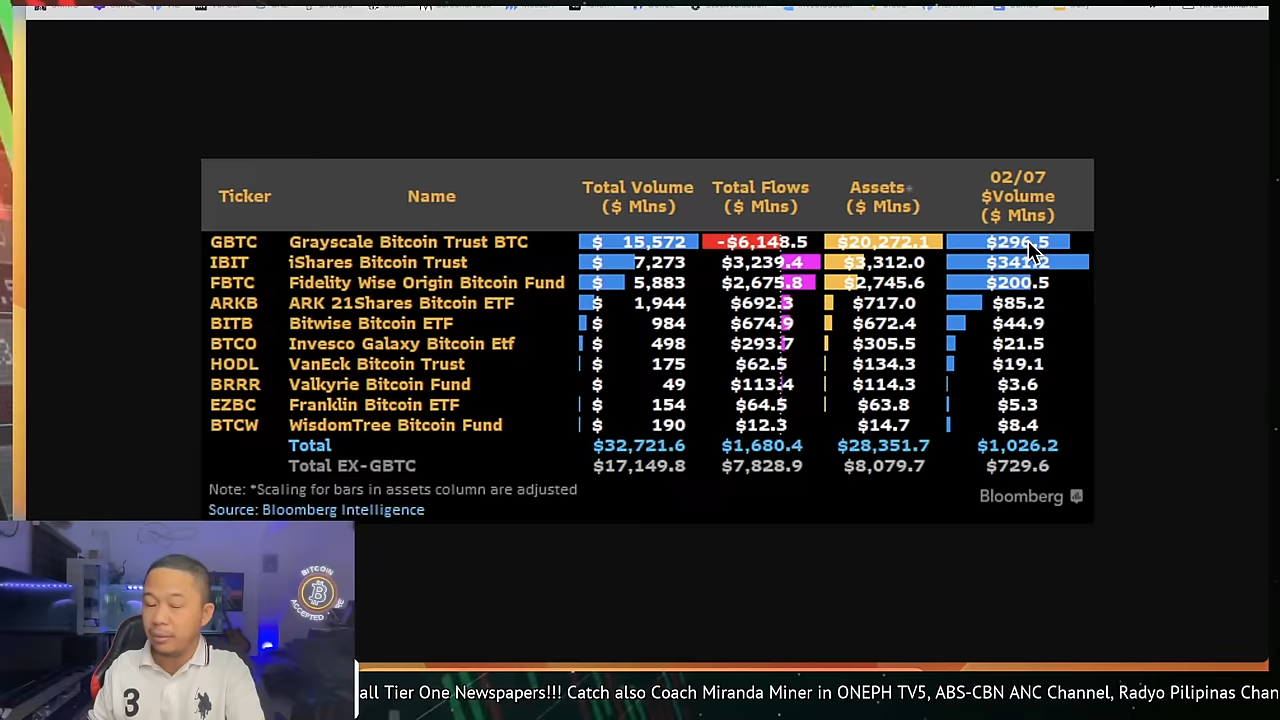 Ticker Name Total Volume ($ Mlns) Total Flows ($ Mlns) Assets* ($ Mlns) 02/07 $Volume ($ Mlns)
GBTC Grayscale Bitcoin Trust BTC $ 15,572 -$6,148.5 $20,272.1 $296.5
IBIT iShares Bitcoin Trust $ 7,273 $3,239.4 $3,312.0 $341.2
FBTC Fidelity Wise Origin Bitcoin Fund $ 5,883 $2,675.8 $2,745.6 $200.5
ARKB ARK 21Shares Bitcoin ETF $ 1,944 $692.3 $717.0 $85.2
BITB Bitwise Bitcoin ETF $ 984 $674.9 $672.4 $44.9
BTCO Invesco Galaxy Bitcoin Etf $ 498 $293.7 $305.5 $21.5
HODL VanEck Bitcoin Trust $ 175 $62.5 $134.3 $19.1
BRRR Valkyrie Bitcoin Fund $ 49 $113.4 $114.3 $3.6
EZBC Franklin Bitcoin ETF $ 154 $64.5 $63.8 $5.3
BTCW WisdomTree Bitcoin Fund $ 190 $12.3 $14.7 $8.4
Total $32,721.6 $1,680.4 $28,351.7 $1,026.2
Total EX-GBTC $17,149.8 $7,828.9 $8,079.7 $729.6
Note: *Scaling for bars in assets column are adjusted
Bloomberg
Source: Bloomberg Intelligence
BITCOIN
B
ACCEPTED
3
all Tier One Newspapers!!! Catch also Coach Miranda Miner in ONEPH TV5, ABS-CBN ANC Channel, Radyo Pilipinas Chan